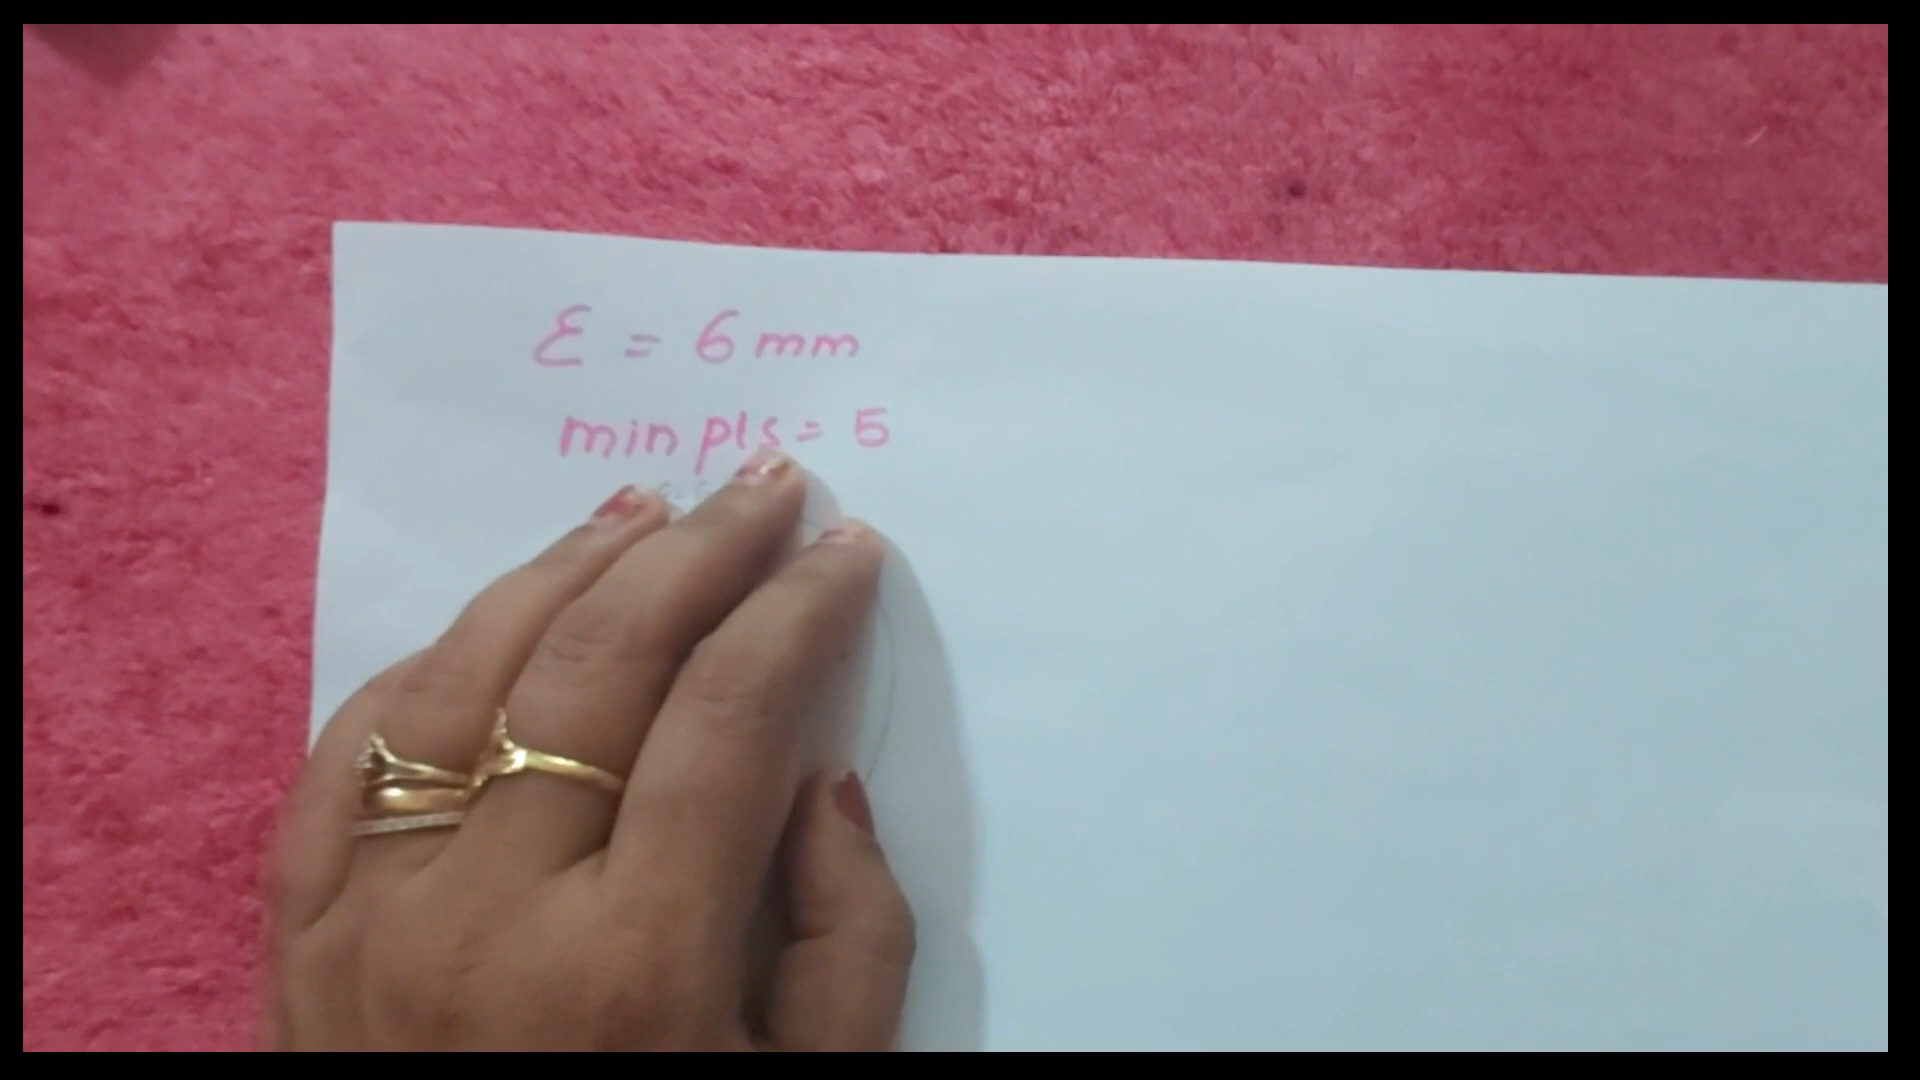 ε = 6 mm
min pts = 5